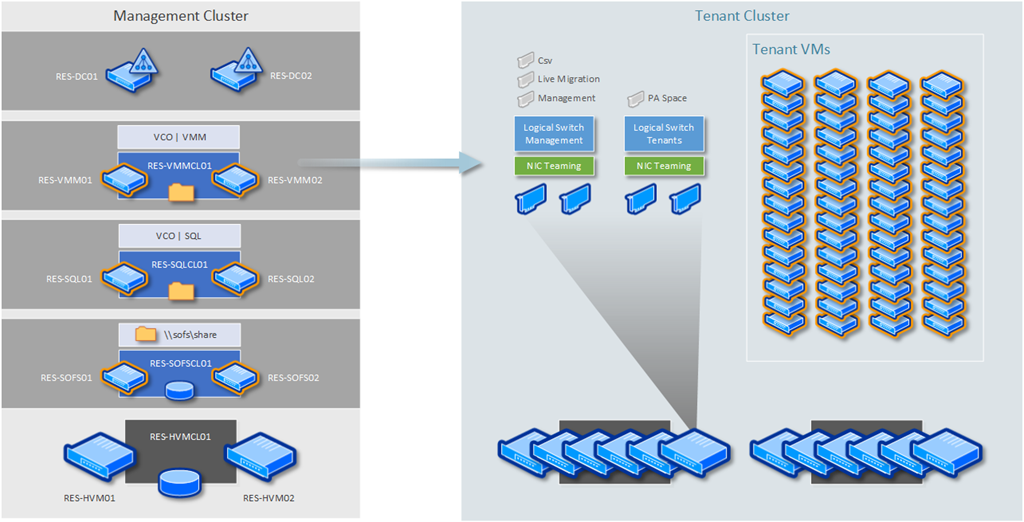 Management Cluster
RES-DC01
RES-DC02
VCO | VMM
RES-VMMCL01
RES-VMM01
RES-VMM02
VCO | SQL
RES-SQLCL01
RES-SQL01
RES-SQL02
\\sofs\share
RES-SOFSCL01
RES-SOFS01
RES-SOFS02
RES-HVMCL01
RES-HVM01
RES-HVM02
Tenant Cluster
Csv
Live Migration
Management
PA Space
Logical Switch
Management
Logical Switch
Tenants
NIC Teaming
NIC Teaming
Tenant VMs